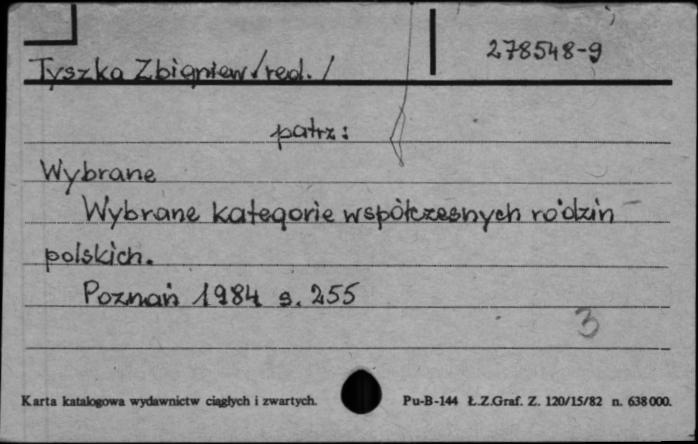 278548-9
Tyszka Zbigniew /red./
patrz:
Wybrane
Wybrane kategorie współczesnych rodzin
polskich.
Poznań 1984 s. 255
3
Karta katalogowa wydawnictw ciągłych i zwartych. Pu-B-144 Ł.Z.Graf. Z. 120/15/82 n. 638000.